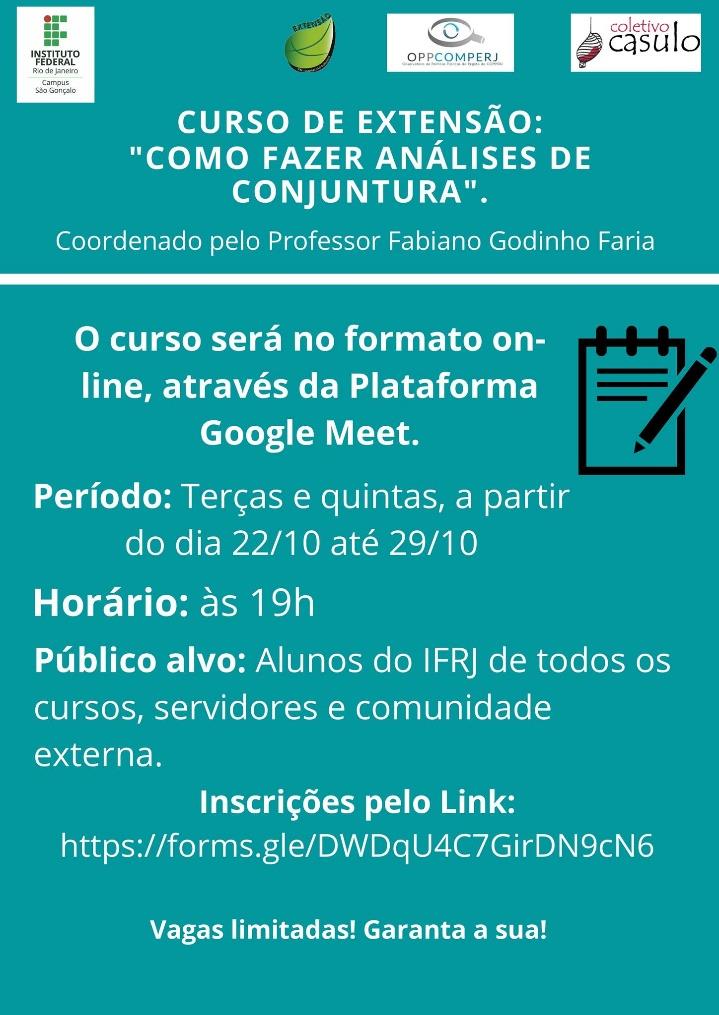 INSTITUTO
FEDERAL
Rio de Janeiro
Campus
São Gonçalo
EXTENSÃO
OPPCOMPERJ
coletivo
casulo
CURSO DE EXTENSÃO:
"COMO FAZER ANÁLISES DE
CONJUNTURA".
Coordenado pelo Professor Fabiano Godinho Faria
O curso será no formato on-
line, através da Plataforma
Google Meet.
Período: Terças e quintas, a partir
do dia 22/10 até 29/10
Horário: às 19h
Público alvo: Alunos do IFRJ de todos os
cursos, servidores e comunidade
externa.
Inscrições pelo Link:
https://forms.gle/DWDqU4C7GirDN9cN6
Vagas limitadas! Garanta a sua!